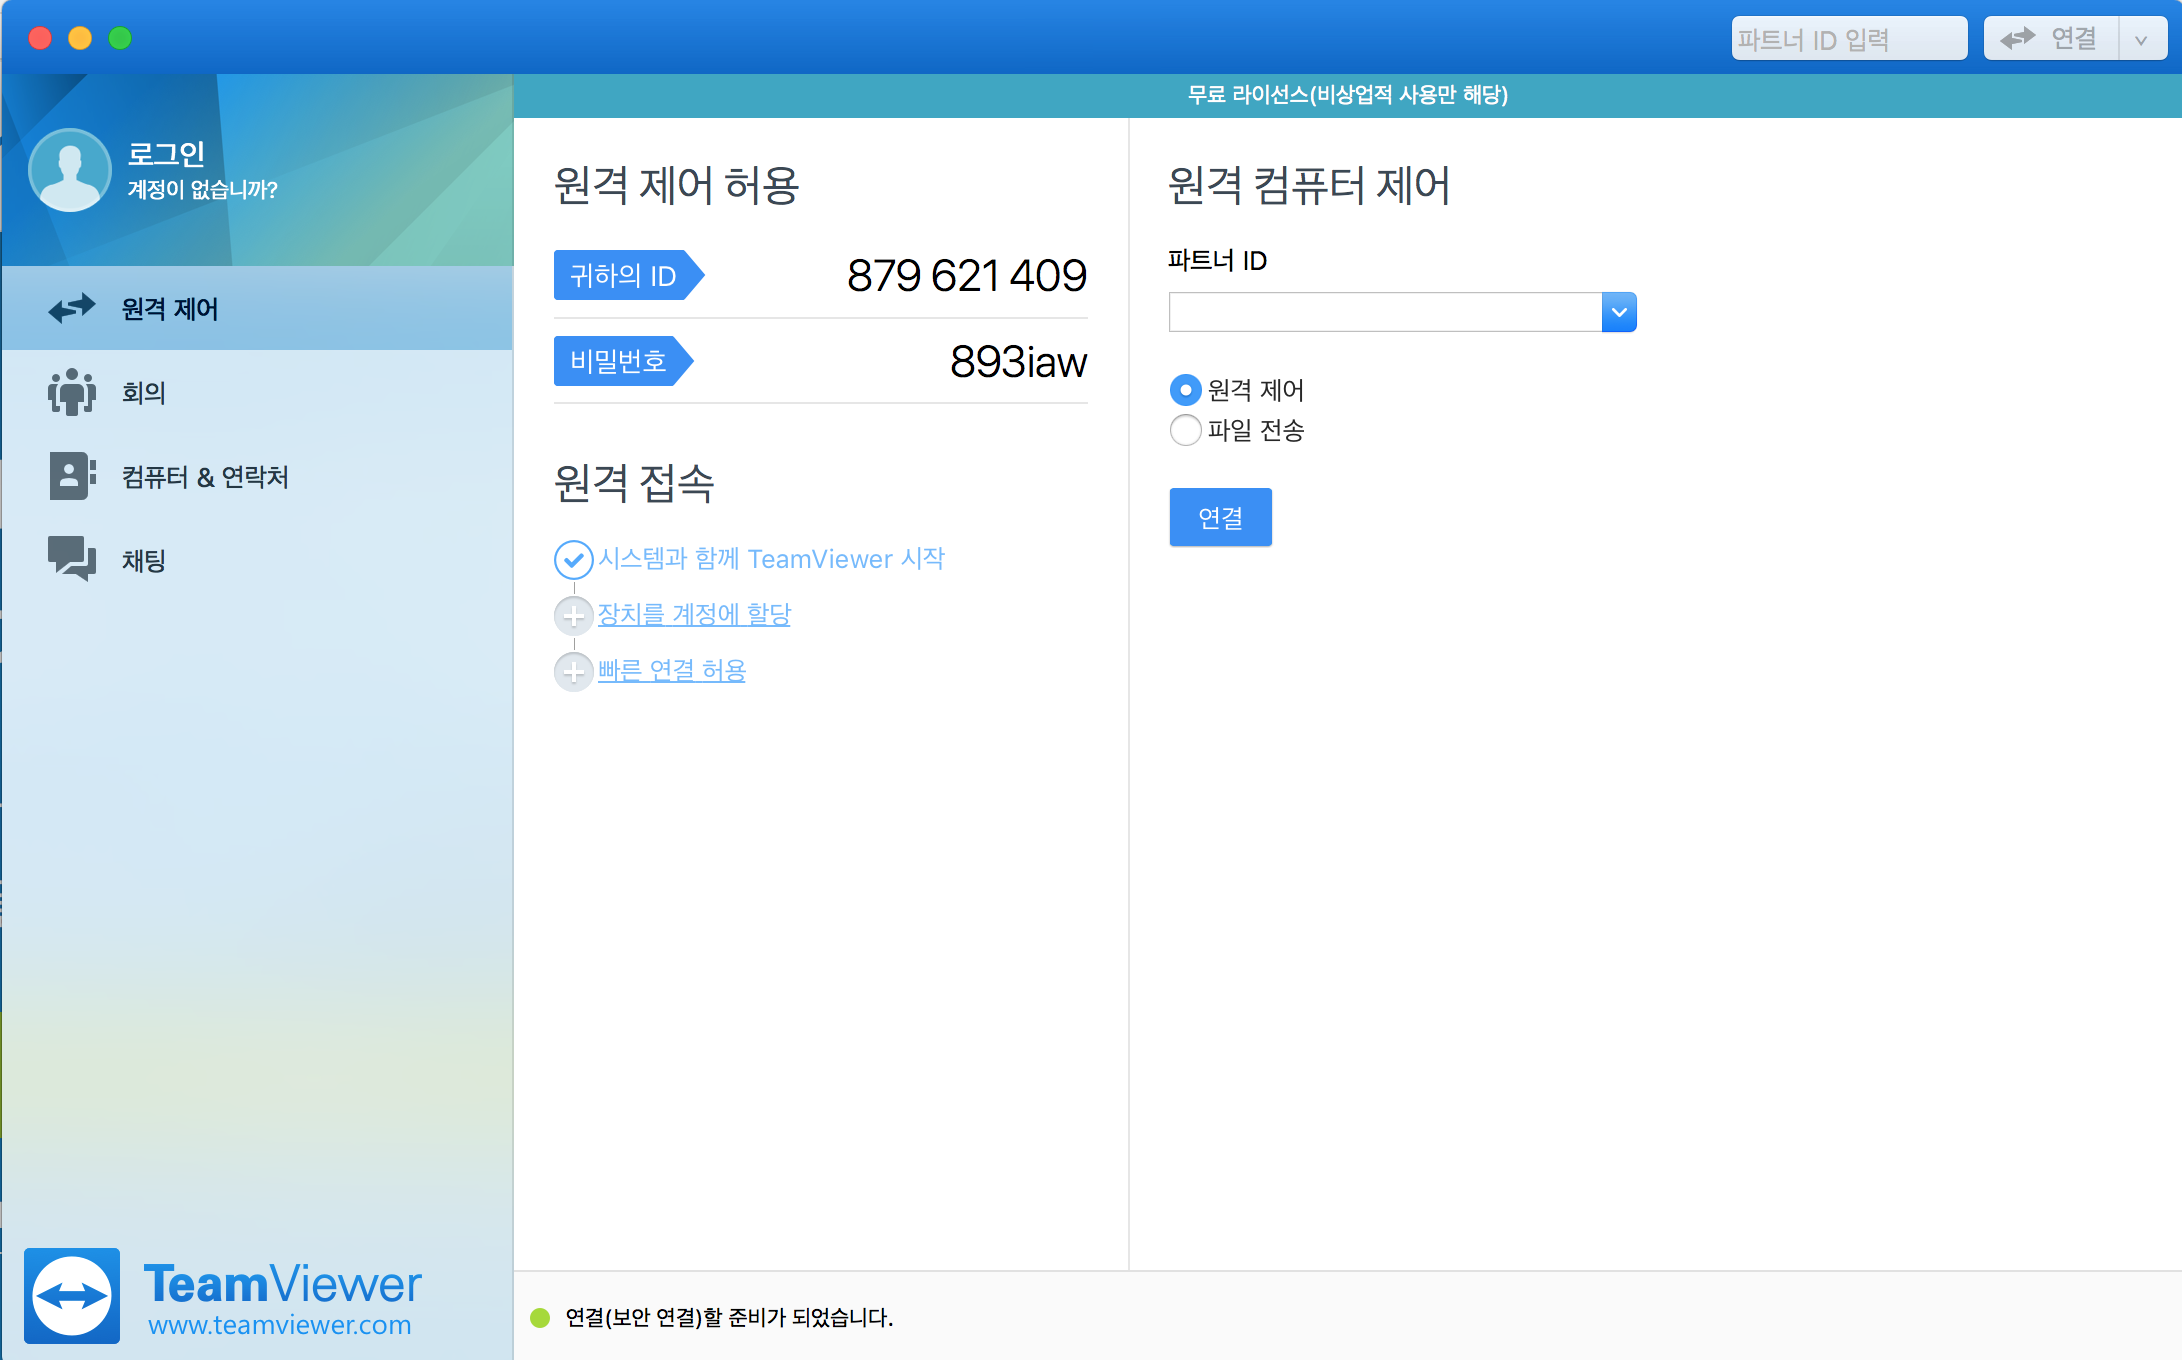 파트너 ID 입력
연결
무료 라이선스(비상업적 사용만 해당)
로그인
계정이 없습니까?
원격 제어
회의
컴퓨터 & 연락처
채팅
원격 제어 허용
귀하의 ID 879 621 409
비밀번호 893iaw
원격 접속
시스템과 함께 TeamViewer 시작
장치를 계정에 할당
빠른 연결 허용
원격 컴퓨터 제어
파트너 ID
원격 제어
파일 전송
연결
TeamViewer
www.teamviewer.com
연결(보안 연결)할 준비가 되었습니다.